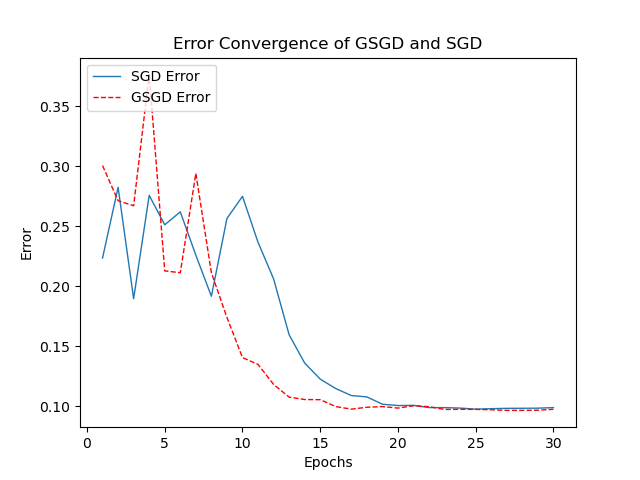 Error Convergence of GSGD and SGD
SGD Error
GSGD Error
Error
0.35
0.30
0.25
0.20
0.15
0.10
0 5 10 15 20 25 30
Epochs